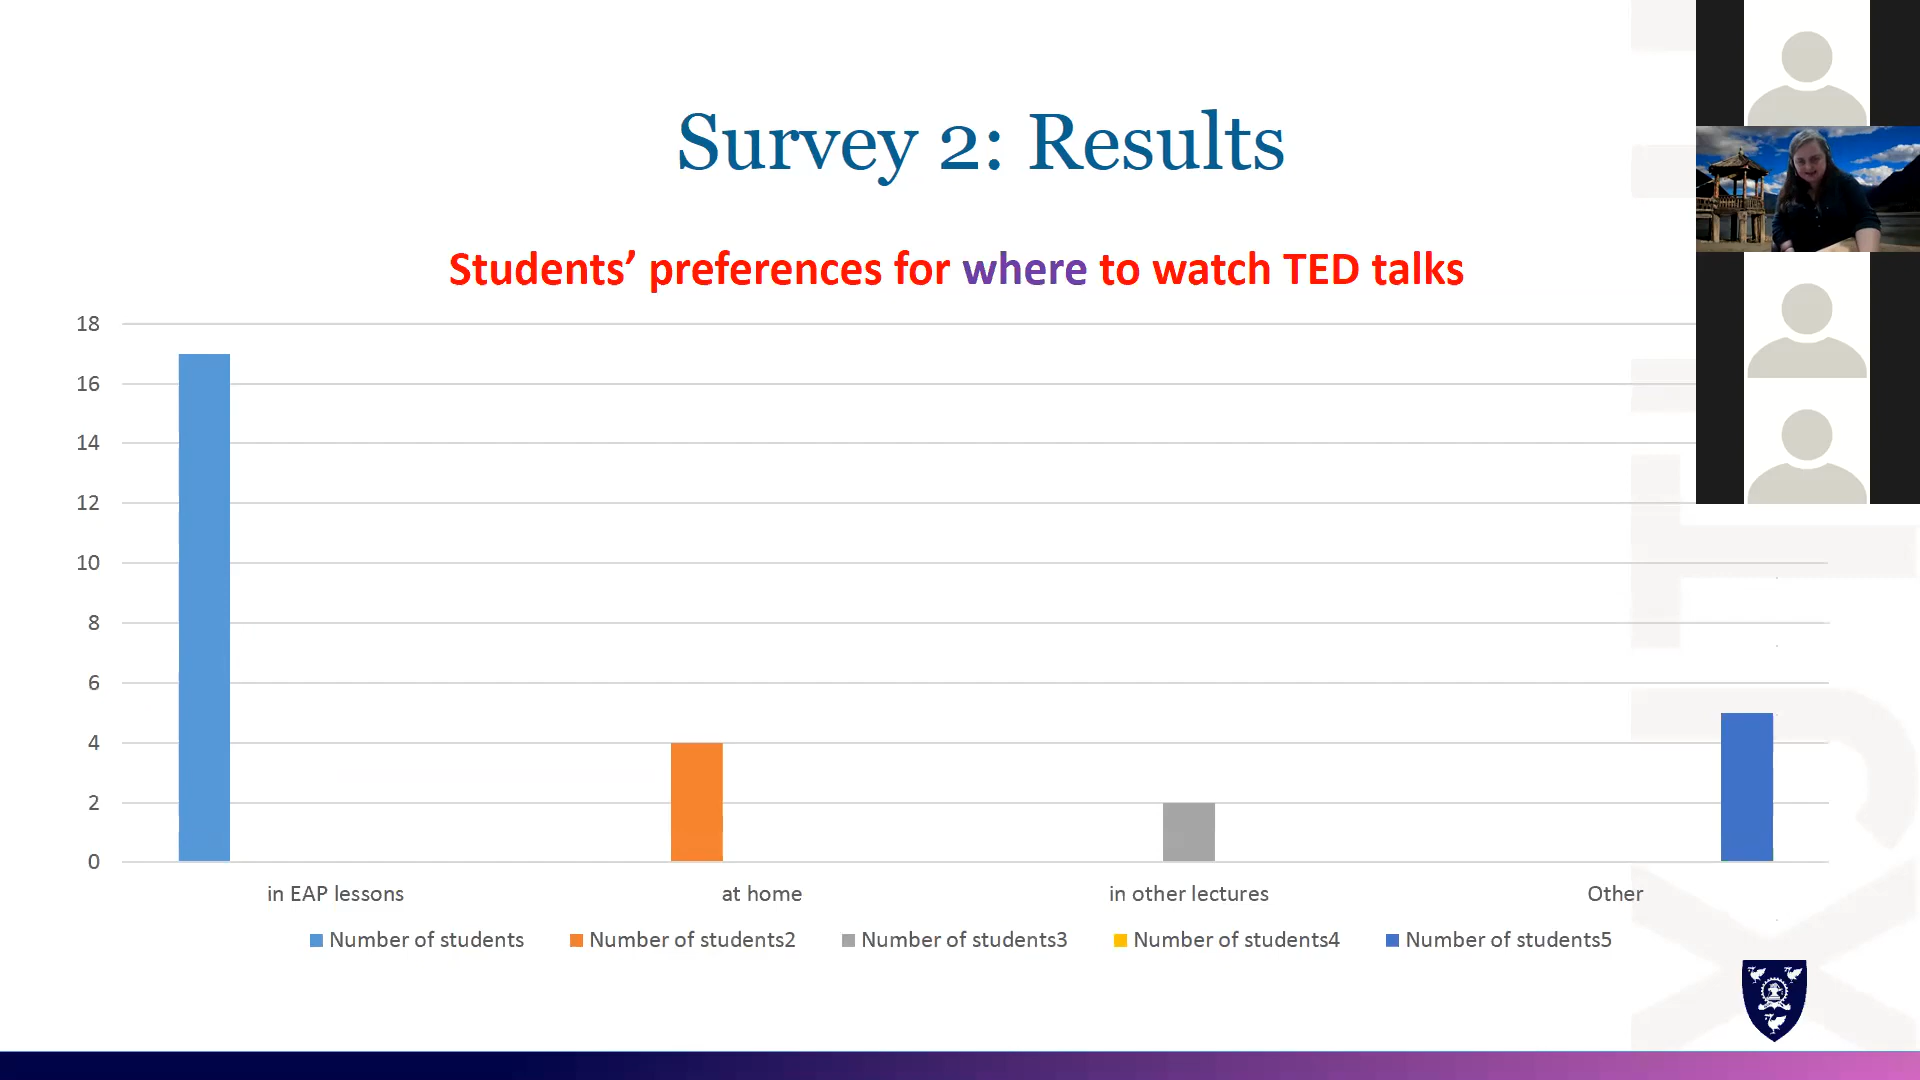 Survey 2: Results
Students’ preferences for where to watch TED talks
18
16
14
12
10
8
6
4
2
0
in EAP lessons
at home
in other lectures
Other
Number of students
Number of students2
Number of students3
Number of students4
Number of students5